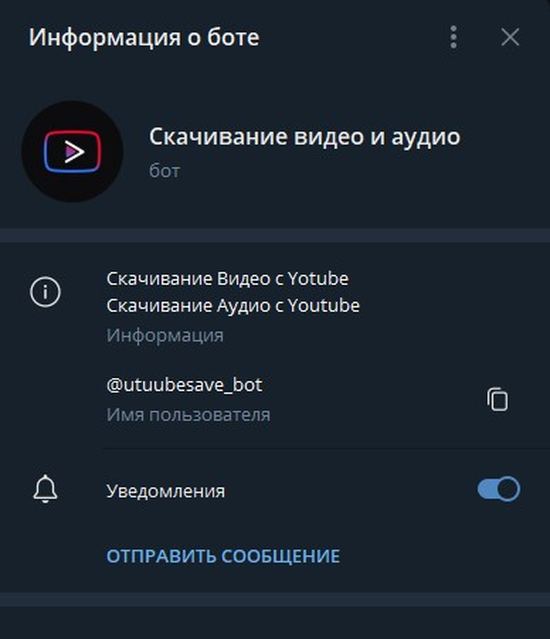 Информация о боте
Скачивание видео и аудио
бот
Скачивание Видео с Yotube
Скачивание Аудио с Youtube
Информация
@utuubesave_bot
Имя пользователя
Уведомления
ОТПРАВИТЬ СООБЩЕНИЕ